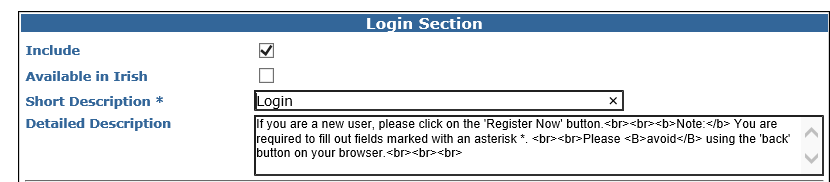 Login Section
Include
Available in Irish
Short Description *
Login ×
Detailed Description
If you are a new user, please click on the 'Register Now' button.<br><br><b>Note:</b> You are
required to fill out fields marked with an asterisk *. <br><br>Please <B>avoid</B> using the 'back'
button on your browser.<br><br><br>